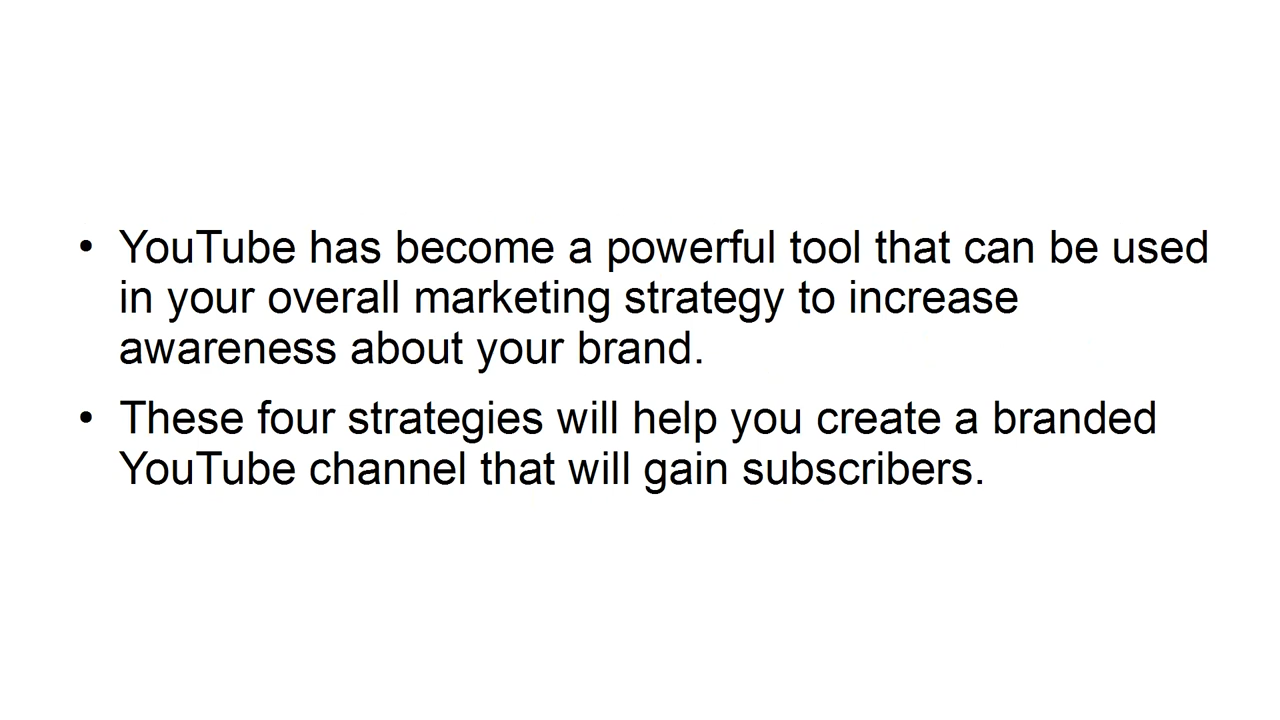 • YouTube has become a powerful tool that can be used
in your overall marketing strategy to increase
awareness about your brand.
• These four strategies will help you create a branded
YouTube channel that will gain subscribers.